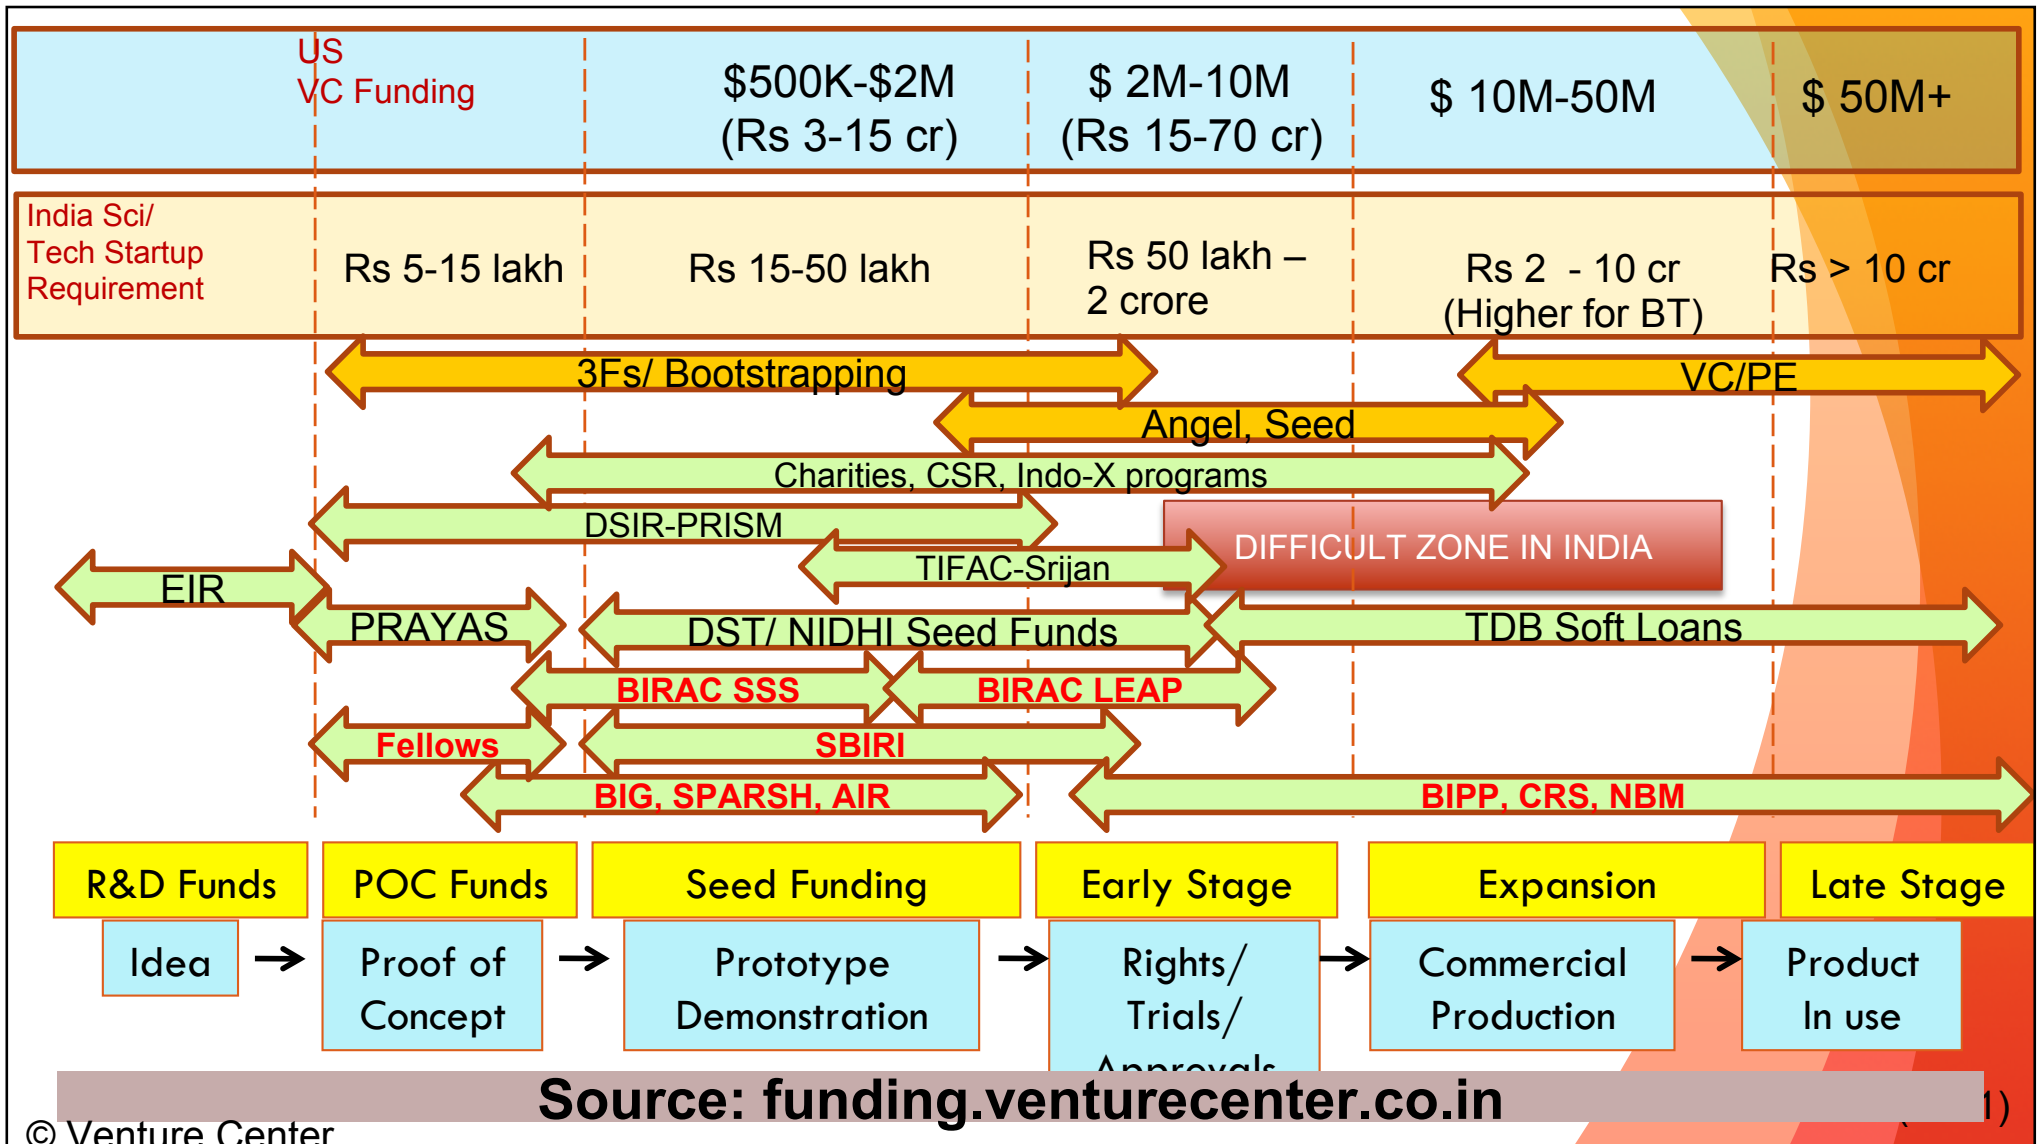 US
VC Funding
$500K-$2M
(Rs 3-15 cr)
$ 2M-10M
(Rs 15-70 cr)
$ 10M-50M
$ 50M+
India Sci/
Tech Startup
Requirement
Rs 5-15 lakh
Rs 15-50 lakh
Rs 50 lakh –
2 crore
Rs 2 - 10 cr
(Higher for BT)
Rs > 10 cr
3Fs/ Bootstrapping
VC/PE
Angel, Seed
Charities, CSR, Indo-X programs
DSIR-PRISM
DIFFICULT ZONE IN INDIA
TIFAC-Srijan
EIR
PRAYAS
DST/ NIDHI Seed Funds
TDB Soft Loans
BIRAC SSS
BIRAC LEAP
Fellows
SBIRI
BIG, SPARSH, AIR
BIPP, CRS, NBM
R&D Funds
POC Funds
Seed Funding
Early Stage
Expansion
Late Stage
Idea
Proof of
Concept
Prototype
Demonstration
Rights/
Trials/
Approvals
Commercial
Production
Product
In use
Source: funding.venturecenter.co.in
© Venture Center